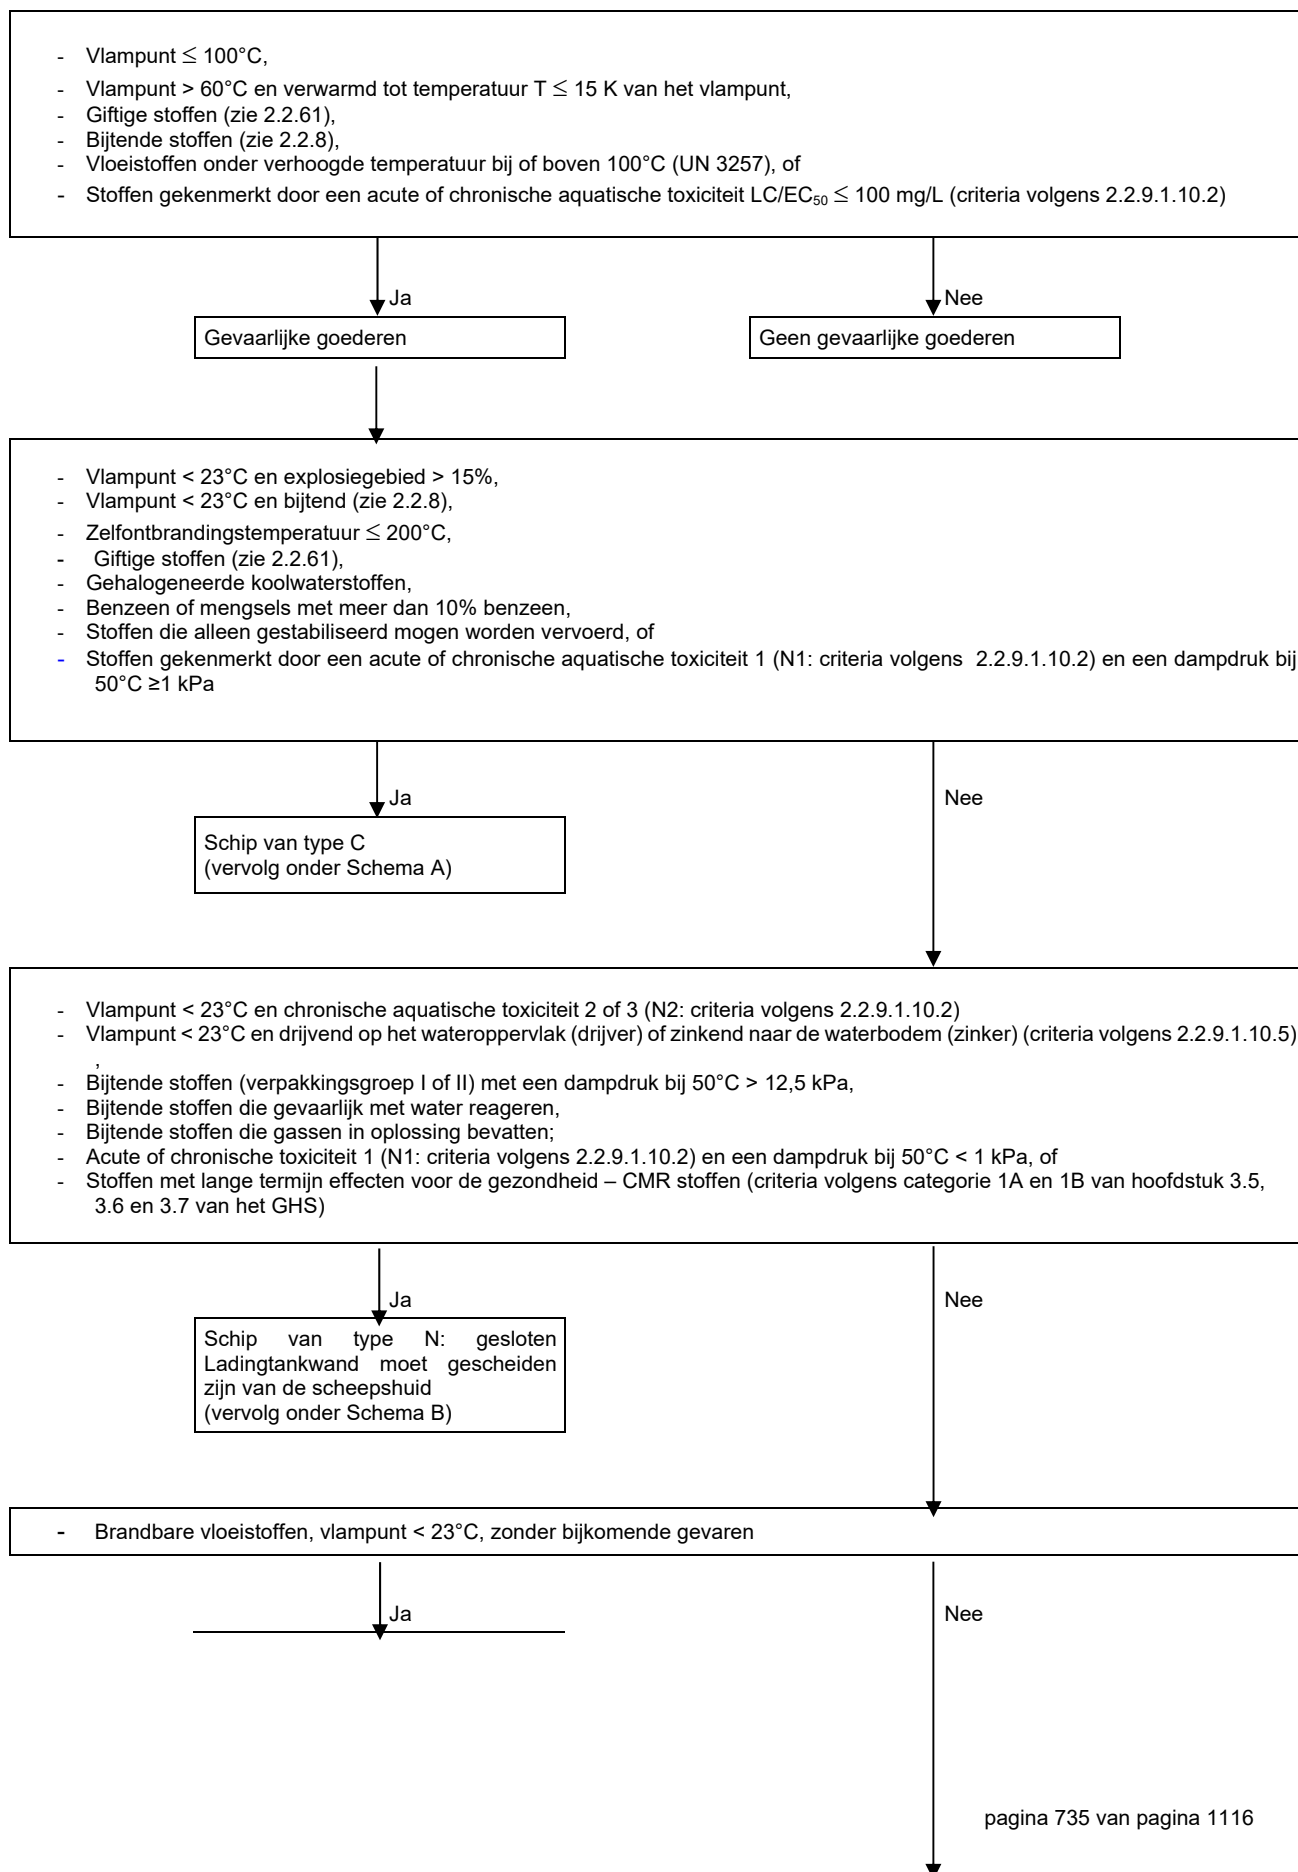 - Vlampunt ≤ 100°C,
- Vlampunt > 60°C en verwarmd tot temperatuur T ≤ 15 K van het vlampunt,
- Giftige stoffen (zie 2.2.61),
- Bijtende stoffen (zie 2.2.8),
- Vloeistoffen onder verhoogde temperatuur bij of boven 100°C (UN 3257), of
- Stoffen gekenmerkt door een acute of chronische aquatische toxiciteit LC/EC50 ≤ 100 mg/L (criteria volgens 2.2.9.1.10.2)
Ja
Nee
Gevaarlijke goederen
Geen gevaarlijke goederen
- Vlampunt < 23°C en explosiegebied > 15%,
- Vlampunt < 23°C en bijtend (zie 2.2.8),
- Zelfontbrandingstemperatuur ≤ 200°C,
- Giftige stoffen (zie 2.2.61),
- Gehalogeneerde koolwaterstoffen,
- Benzeen of mengsels met meer dan 10% benzeen,
- Stoffen die alleen gestabiliseerd mogen worden vervoerd, of
- Stoffen gekenmerkt door een acute of chronische aquatische toxiciteit 1 (N1: criteria volgens 2.2.9.1.10.2) en een dampdruk bij
50°C ≥1 kPa
Ja
Nee
Schip van type C
(vervolg onder Schema A)
- Vlampunt < 23°C en chronische aquatische toxiciteit 2 of 3 (N2: criteria volgens 2.2.9.1.10.2)
- Vlampunt < 23°C en drijvend op het wateroppervlak (drijver) of zinkend naar de waterbodem (zinker) (criteria volgens 2.2.9.1.10.5)
,
- Bijtende stoffen (verpakkingsgroep I of II) met een dampdruk bij 50°C > 12,5 kPa,
- Bijtende stoffen die gevaarlijk met water reageren,
- Bijtende stoffen die gassen in oplossing bevatten;
- Acute of chronische toxiciteit 1 (N1: criteria volgens 2.2.9.1.10.2) en een dampdruk bij 50°C < 1 kPa, of
- Stoffen met lange termijn effecten voor de gezondheid – CMR stoffen (criteria volgens categorie 1A en 1B van hoofdstuk 3.5,
3.6 en 3.7 van het GHS)
Ja
Nee
Schip van type N: gesloten
Ladingtankwand moet gescheiden
zijn van de scheepshuid
(vervolg onder Schema B)
- Brandbare vloeistoffen, vlampunt < 23°C, zonder bijkomende gevaren
Ja
Nee
pagina 735 van pagina 1116